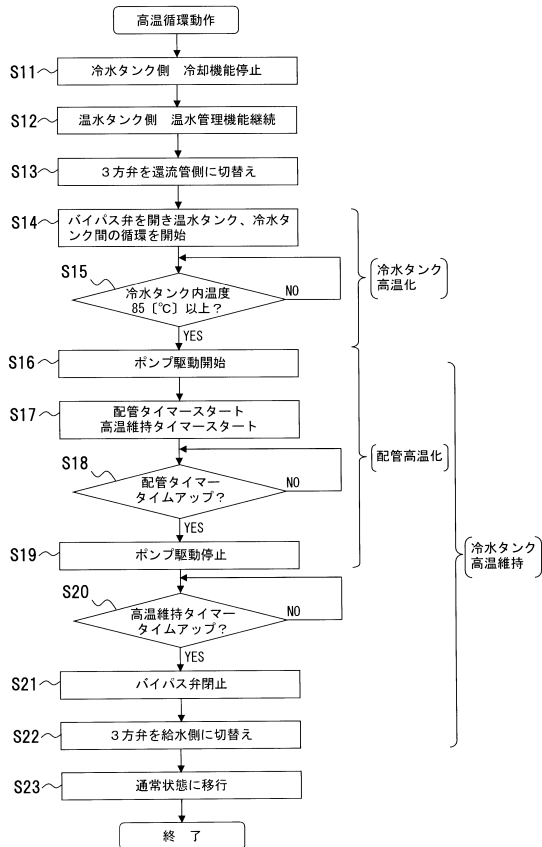 高温循環動作
S11
冷水タンク側 冷却機能停止
S12
温水タンク側 温水管理機能継続
S13
3方弁を還流管側に切替え
S14
バイパス弁を開き温水タンク、冷水タ
ンク間の循環を開始
S15
冷水タンク内温度
85〔℃〕以上?
NO
YES
冷水タンク
高温化
S16
ポンプ駆動開始
S17
配管タイマースタート
高温維持タイマースタート
S18
配管タイマー
タイムアップ?
NO
YES
配管高温化
S19
ポンプ駆動停止
冷水タンク
高温維持
S20
高温維持タイマー
タイムアップ?
NO
YES
S21
バイパス弁閉止
S22
3方弁を給水側に切替え
S23
通常状態に移行
終 了